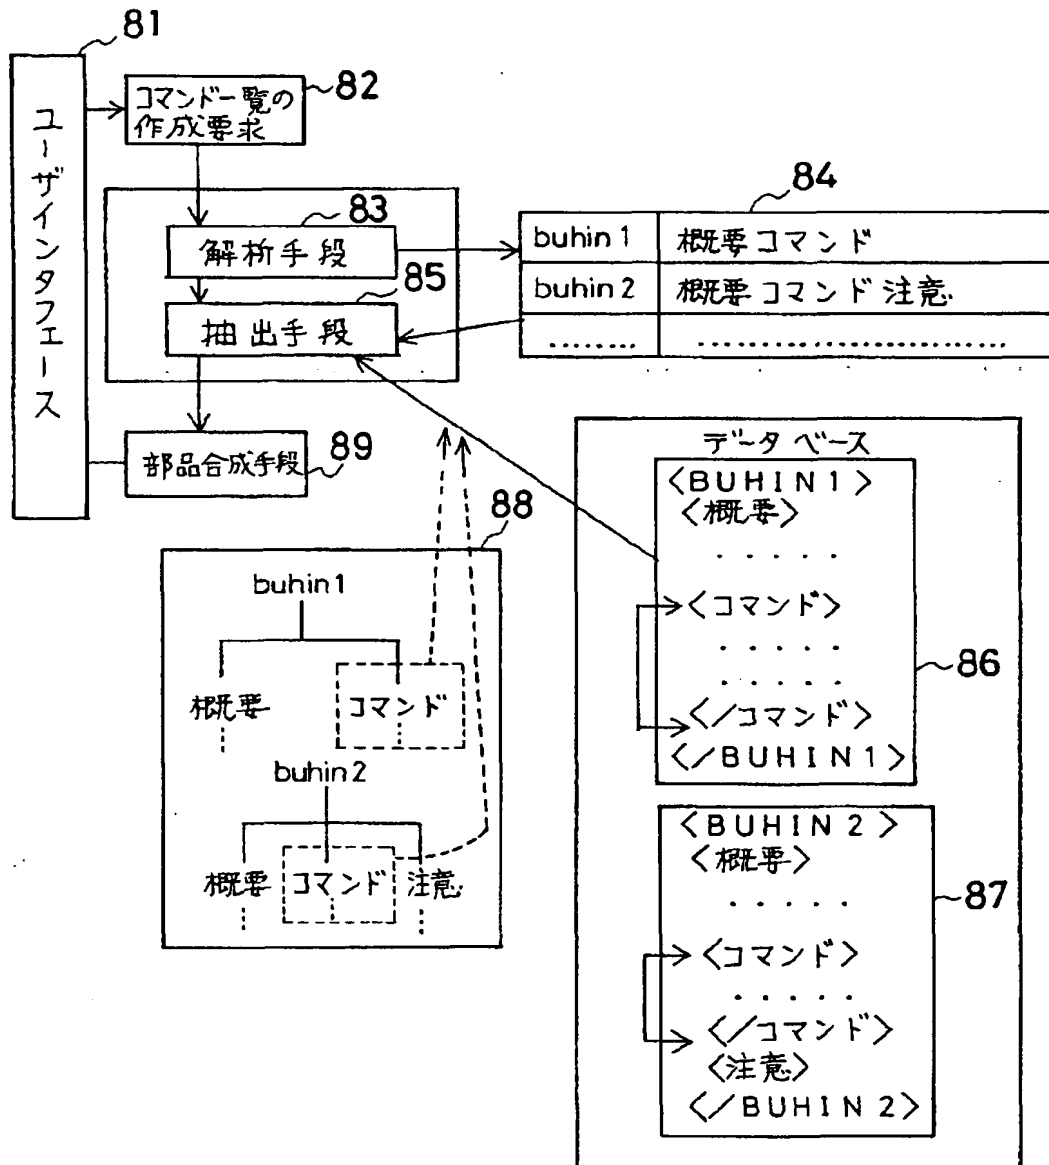 81
ユーザインタフェース
82
コマンド一覧の
作成要求
83
解析手段
85
抽出手段
89
部品合成手段
84
buhin1 概要コマンド
buhin2 概要コマンド注意
........ ............................
88
buhin1
概要 コマンド
buhin2
概要 コマンド 注意
データベース
<BUHIN1>
<概要>
.....
<コマンド>
.....
.....
</コマンド>
</BUHIN1>
86
<BUHIN2>
<概要>
.....
<コマンド>
.....
</コマンド>
<注意>
</BUHIN2>
87